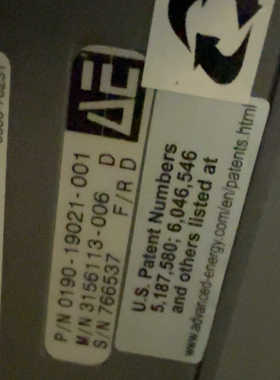 AE
P/N 0190-19021-001
M/N 3156113-006 D
S/N 766537 F/R D
U.S. Patent Numbers
5,187,580; 6,046,546
and others listed at
www.advanced-energy.com/en/patents.html